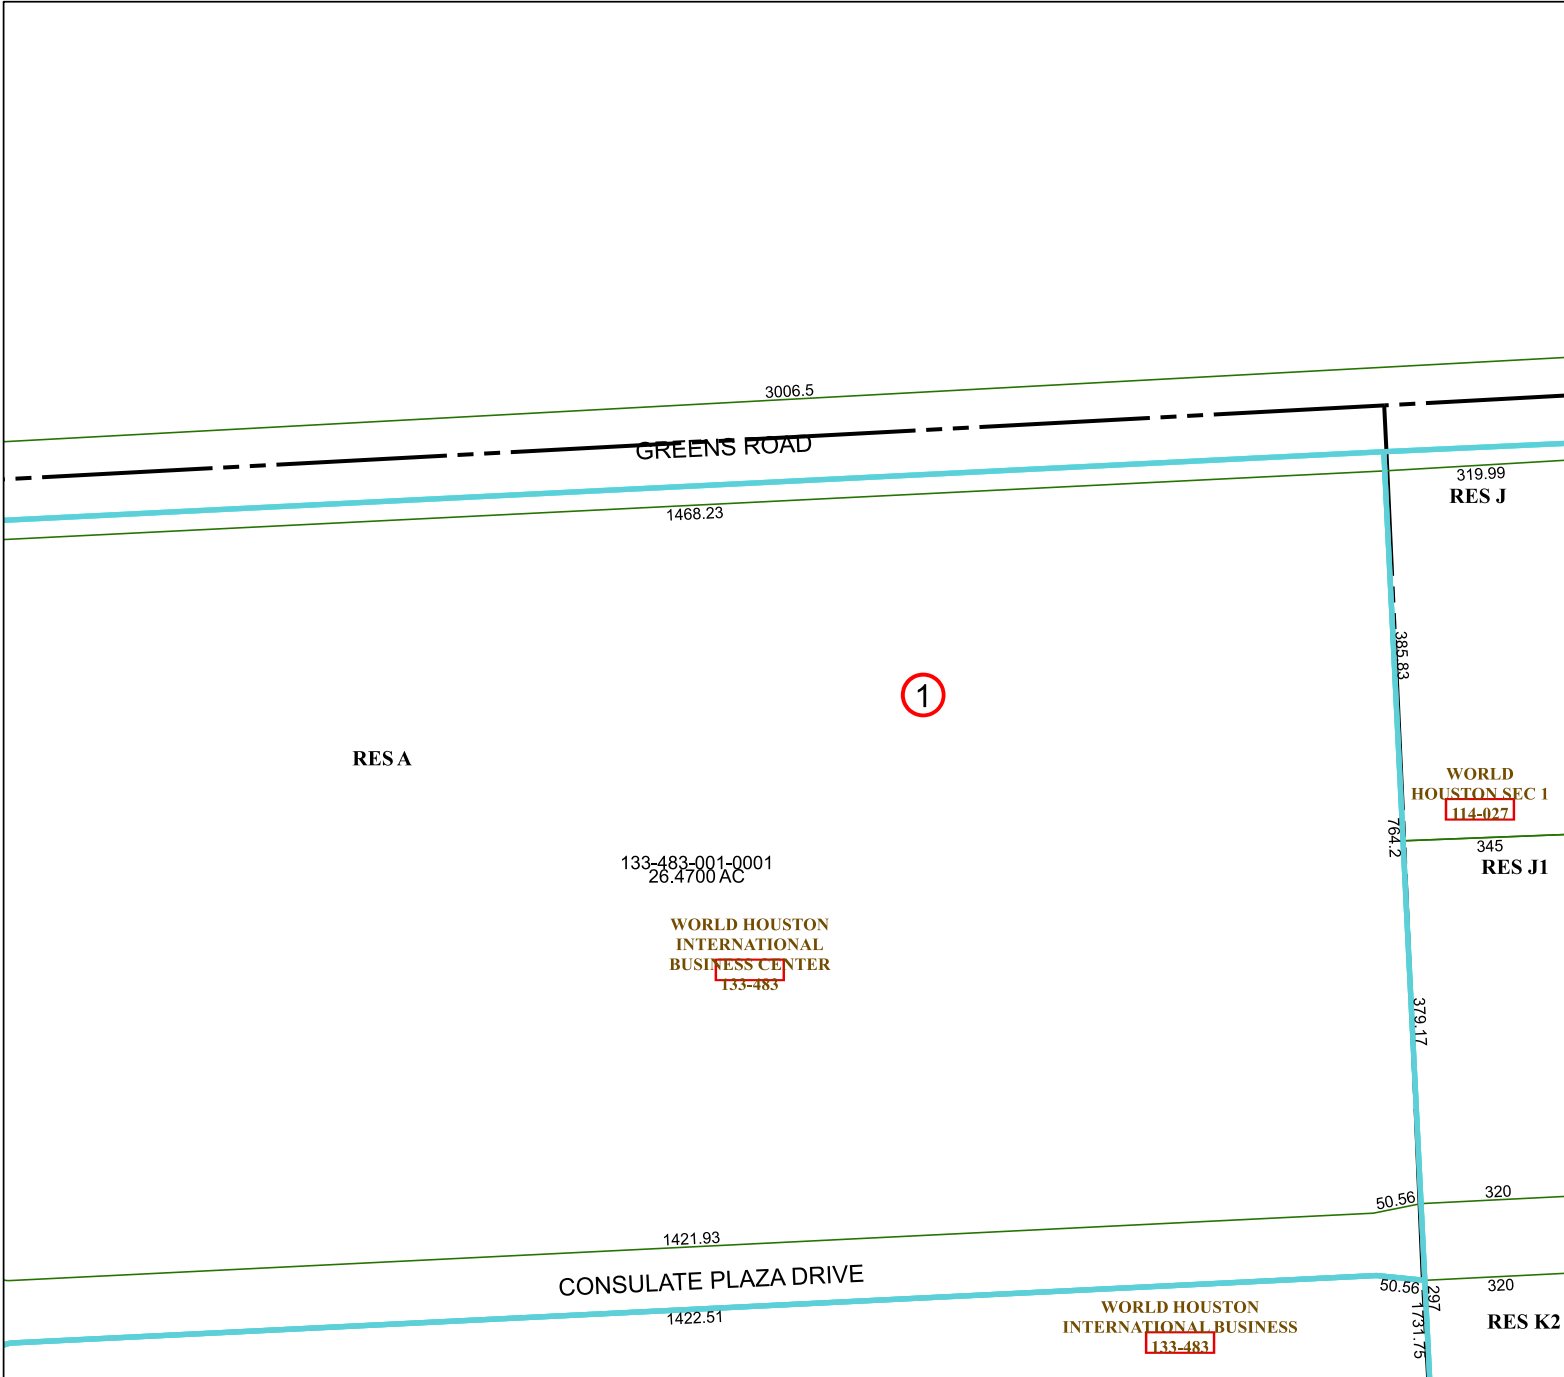 3006.5
GREENS ROAD
319.99
RES J
1468.23
385.83
1
RES A
WORLD
HOUSTON SEC 1
114-027
764.2
345
RES J1
133-483-001-0001
26.4700 AC
WORLD HOUSTON
INTERNATIONAL
BUSINESS CENTER
133-483
379.17
50.56
320
1421.93
CONSULATE PLAZA DRIVE
50.56
320
297
1422.51
WORLD HOUSTON
INTERNATIONAL BUSINESS
133-483
1731.75
RES K2